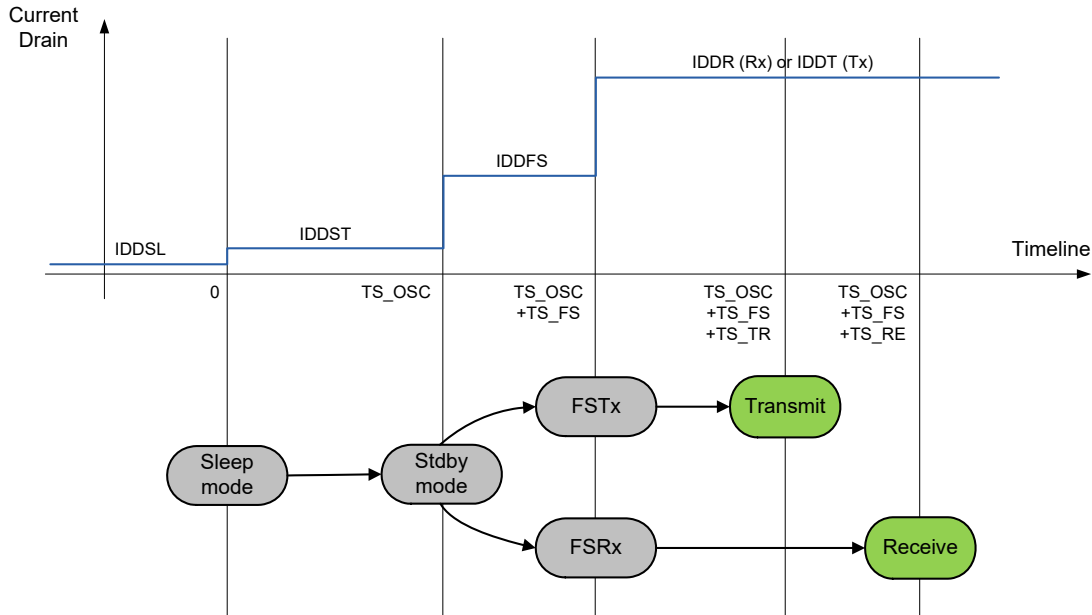 Current
Drain
IDDR (Rx) or IDDT (Tx)
IDDFS
IDDST
IDDSL
Timeline
0
TS_OSC
TS_OSC
+TS_FS
TS_OSC
+TS_FS
+TS_TR
TS_OSC
+TS_FS
+TS_RE
FSTx
Transmit
Sleep
mode
Stdby
mode
FSRx
Receive